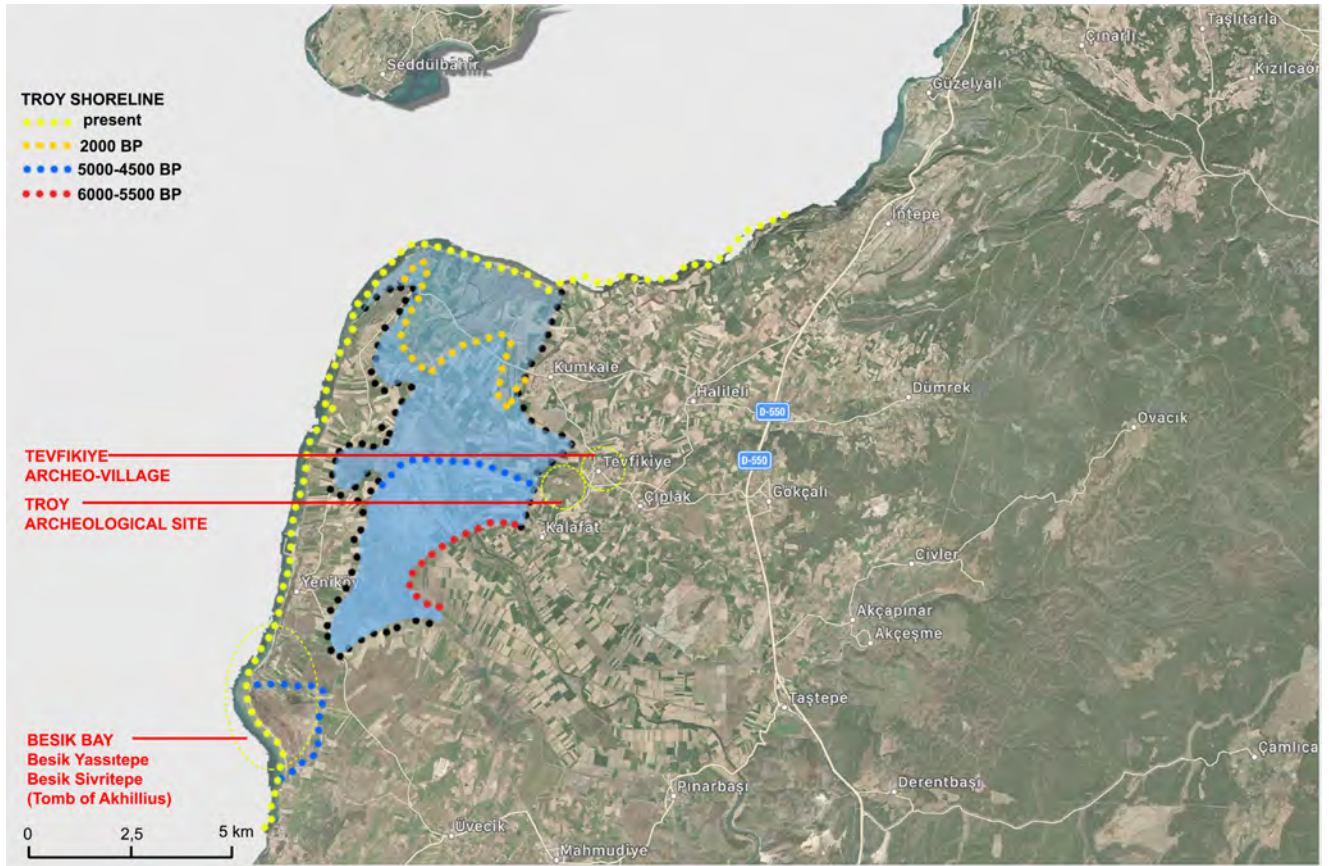 Taşlıtarla
Çınarlı
Seddülbahir
Kızılcaör
Güzelyalı
TROY SHORELINE
present
2000 BP
5000-4500 BP
6000-5500 BP
İntepe
Kumkale
Halileli
Dümrek
D-550
Ovacık
TEVFIKIYE
ARCHEO-VILLAGE
D-550
Tevfikiye
TROY
ARCHEOLOGICAL SITE
Çıplak
Gökçalı
Kalafat
Civler
Yeniköy
Akçapınar
Akçeşme
Taştepe
BESIK BAY
Besik Yassıtepe
Besik Sivritepe
(Tomb of Akhillius)
Çamlıca
Derentbaşı
Pınarbaşı
0 2,5 5 km
Üvecik
Mahmudiye